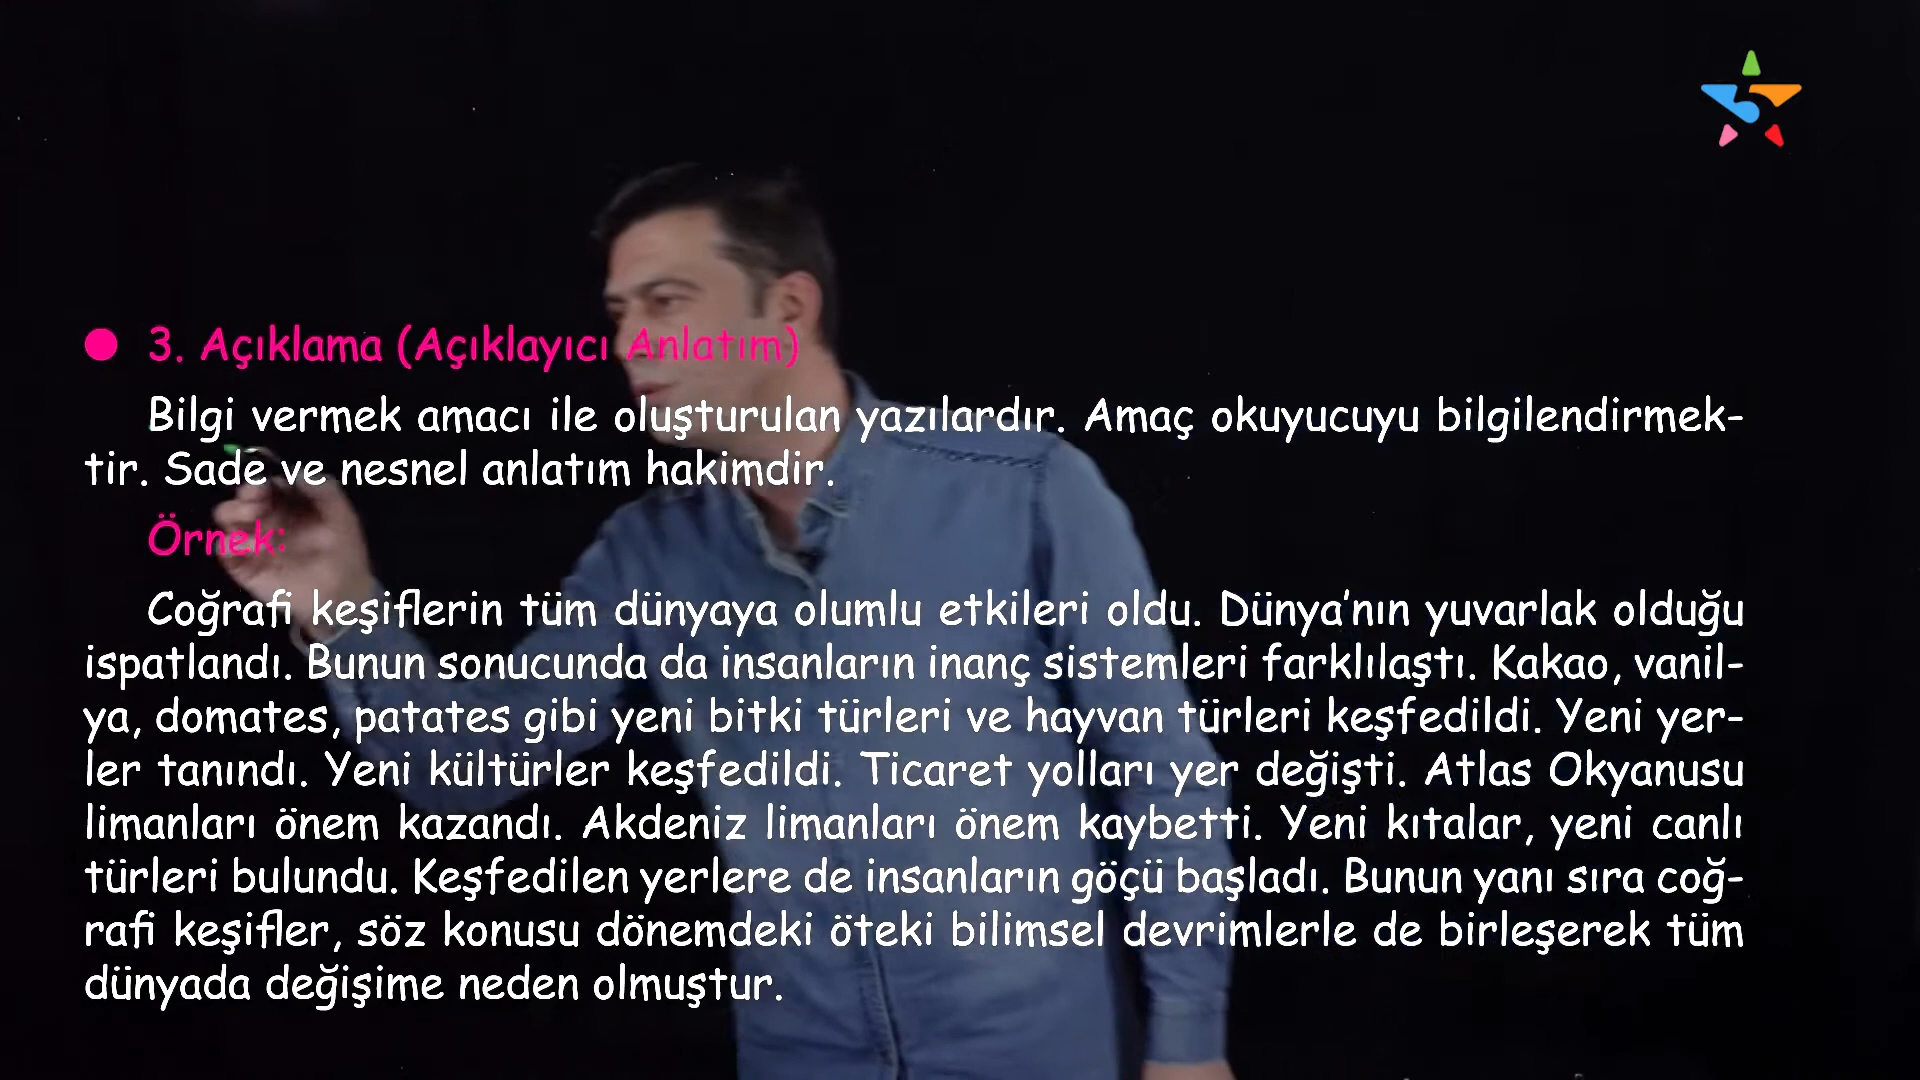 ● 3. Açıklama (Açıklayıcı Anlatım)
Bilgi vermek amacı ile oluşturulan yazılardır. Amaç okuyucuyu bilgilendirmek-
tir. Sade ve nesnel anlatım hakimdir.
Örnek:
Coğrafi keşiflerin tüm dünyaya olumlu etkileri oldu. Dünya’nın yuvarlak olduğu
ispatlandı. Bunun sonucunda da insanların inanç sistemleri farklılaştı. Kakao, vanil-
ya, domates, patates gibi yeni bitki türleri ve hayvan türleri keşfedildi. Yeni yer-
ler tanındı. Yeni kültürler keşfedildi. Ticaret yolları yer değişti. Atlas Okyanusu
limanları önem kazandı. Akdeniz limanları önem kaybetti. Yeni kıtalar, yeni canlı
türleri bulundu. Keşfedilen yerlere de insanların göçü başladı. Bunun yanı sıra coğ-
rafi keşifler, söz konusu dönemdeki öteki bilimsel devrimlerle de birleşerek tüm
dünyada değişime neden olmuştur.